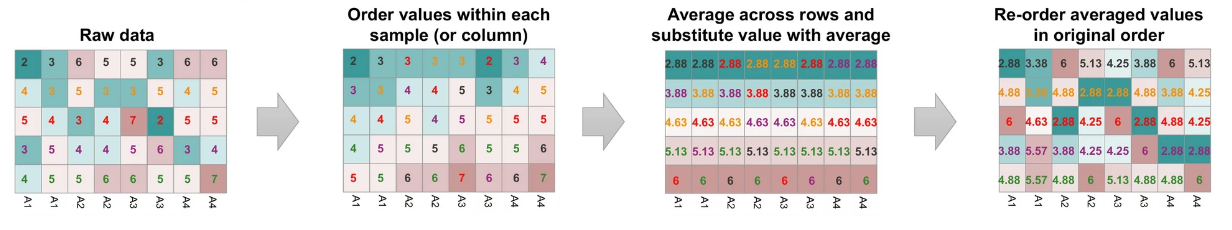 Raw data
2 3 6 5 5 3 6 6
4 3 5 3 3 5 4 5
5 4 3 4 7 2 5 5
3 5 4 4 5 6 3 4
4 5 5 6 6 5 5 7
A1 A1 A2 A2 A3 A3 A4 A4
Order values within each
sample (or column)
2 3 3 3 3 2 3 4
3 3 4 4 5 3 4 5
4 4 5 4 5 5 5 5
4 5 5 5 6 5 5 6
5 5 6 6 7 6 6 7
A1 A1 A2 A2 A3 A3 A4 A4
Average across rows and
substitute value with average
2.88 2.88 2.88 2.88 2.88 2.88 2.88 2.88
3.88 3.88 3.88 3.88 3.88 3.88 3.88 3.88
4.63 4.63 4.63 4.63 4.63 4.63 4.63 4.63
5.13 5.13 5.13 5.13 5.13 5.13 5.13 5.13
6 6 6 6 6 6 6 6
A1 A1 A2 A2 A3 A3 A4 A4
Re-order averaged values
in original order
2.88 3.38 6 5.13 4.25 3.88 6 5.13
4.88 3.38 4.88 2.88 2.88 4.88 3.88 4.25
6 4.63 2.88 4.25 6 2.88 4.88 4.25
3.88 5.57 3.88 4.25 4.25 6 2.88 2.88
4.88 5.57 4.88 6 5.13 4.88 4.88 6
A1 A1 A2 A2 A3 A3 A4 A4